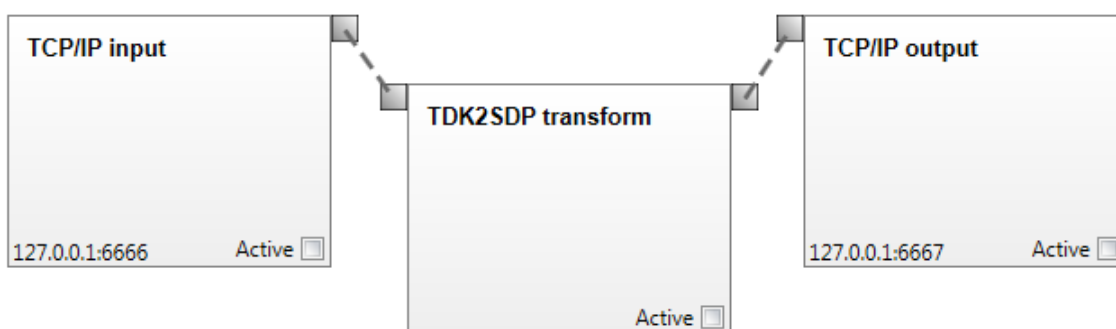 TCP/IP input
127.0.0.1:6666 Active
TDK2SDP transform
Active
TCP/IP output
127.0.0.1:6667 Active